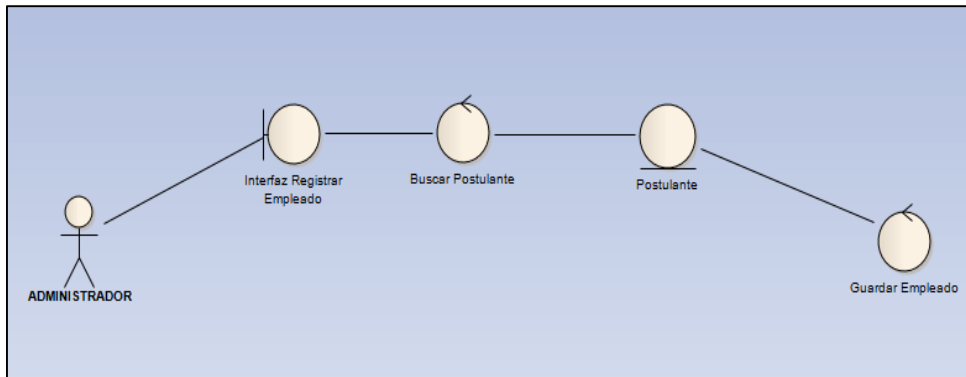 Interfaz Registrar
Empleado
Buscar Postulante
Postulante
Guardar Empleado
ADMINISTRADOR